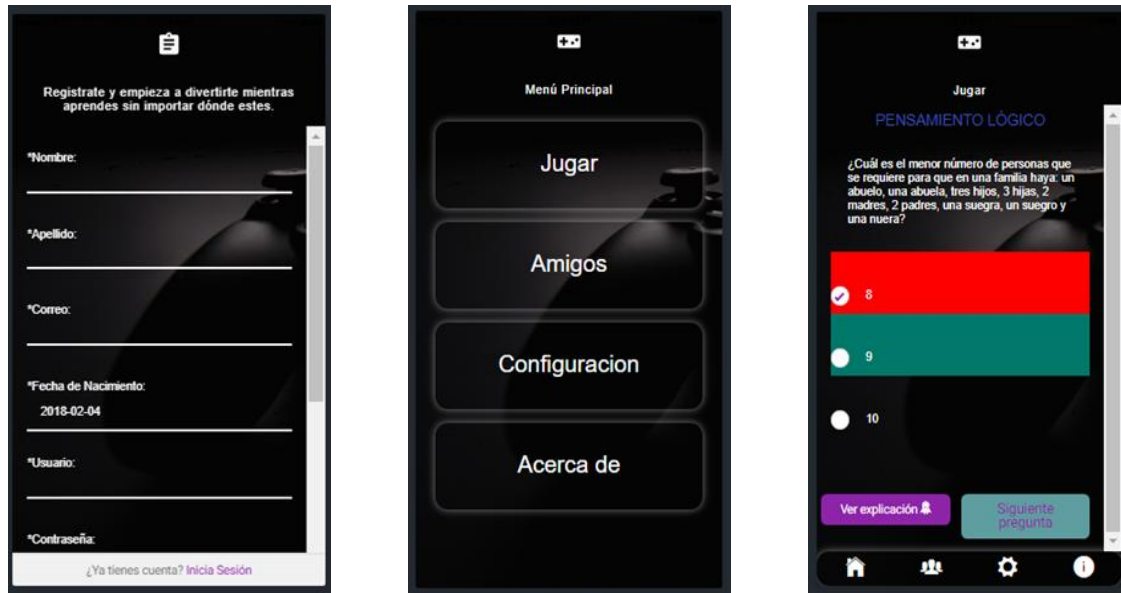 Registrate y empieza a divertirte mientras
aprendes sin importar dónde estes.
*Nombre:
*Apellido:
*Correo:
*Fecha de Nacimiento:
2018-02-04
*Usuario:
*Contraseña:
¿Ya tienes cuenta? Inicia Sesión
Menú Principal
Jugar
Amigos
Configuracion
Acerca de
Jugar
PENSAMIENTO LÓGICO
¿Cuál es el menor número de personas que
se requiere para que en una familia haya: un
abuelo, una abuela, tres hijos, 3 hijas, 2
madres, 2 padres, una suegra, un suegro y
una nuera?
8
9
10
Ver explicación
Siguiente
pregunta